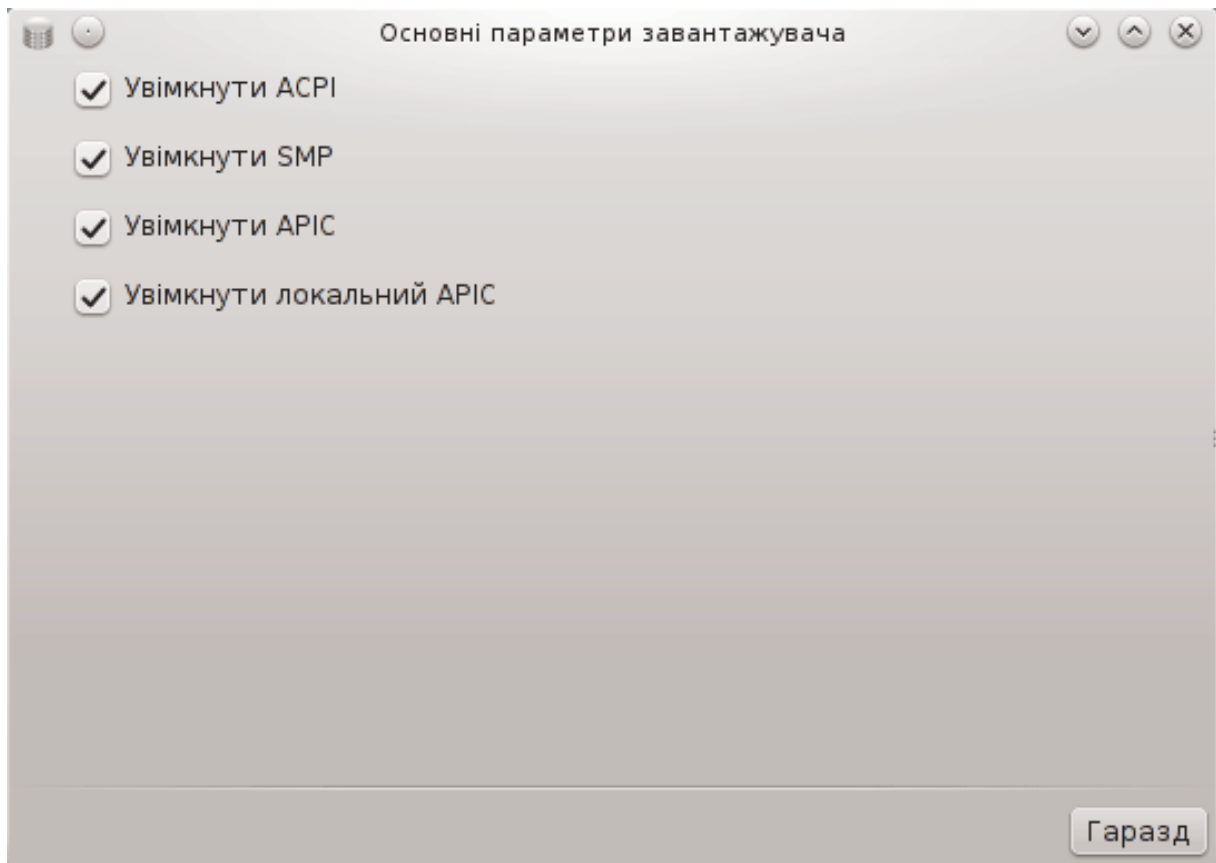 Основні параметри завантажувача
Увімкнути ACPI
Увімкнути SMP
Увімкнути APIC
Увімкнути локальний APIC
Гаразд